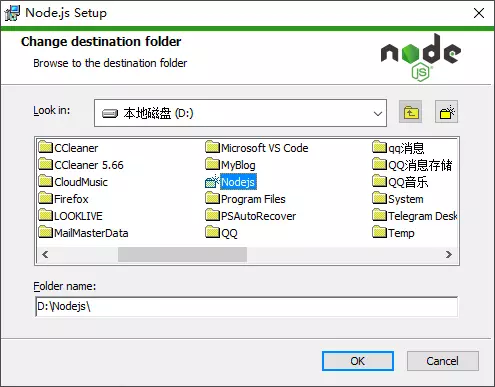 Node.js Setup
Change destination folder
Browse to the destination folder
node
JS
Look in:
本地磁盘 (D:)
CCleaner
CCleaner 5.66
CloudMusic
Firefox
LOOKLIVE
MailMasterData
Microsoft VS Code
MyBlog
Nodejs
Program Files
PSAutoRecover
QQ
qq消息
QQ消息存储
QQ音乐
System
Telegram Desk
Temp
Folder name:
D:\Nodejs\
OK
Cancel